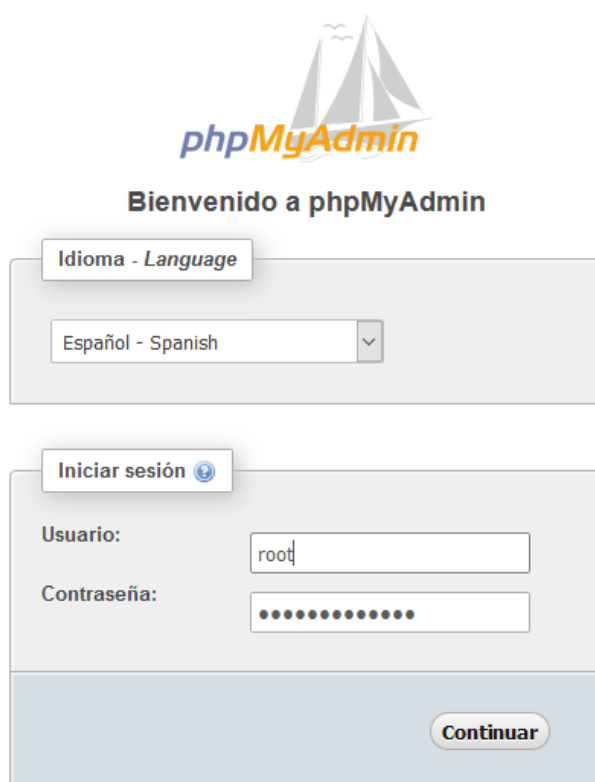 phpMyAdmin
Bienvenido a phpMyAdmin
Idioma - Language
Español - Spanish
Iniciar sesión
Usuario:
root
Contraseña:
•••••••••••••
Continuar